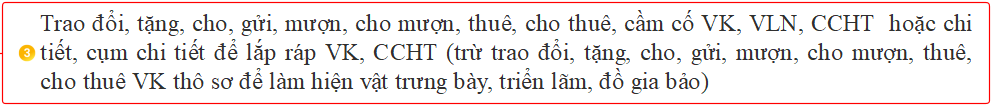 Trao đổi, tặng, cho, gửi, mượn, cho mượn, thuê, cho thuê, cầm cố VK, VLN, CCHT hoặc chi
3 tiết, cụm chi tiết để lắp ráp VK, CCHT (trừ trao đổi, tặng, cho, gửi, mượn, cho mượn, thuê,
cho thuê VK thô sơ để làm hiện vật trưng bày, triển lãm, đồ gia bảo)